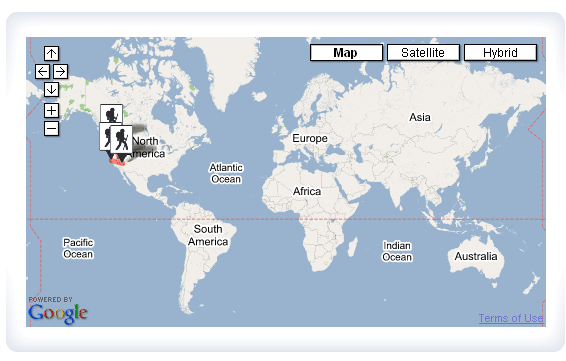 Map
Satellite
Hybrid
North
America
Europe
Asia
Atlantic
Ocean
Africa
South
America
Pacific
Ocean
Indian
Ocean
Australia
POWERED BY
Google
Terms of Use